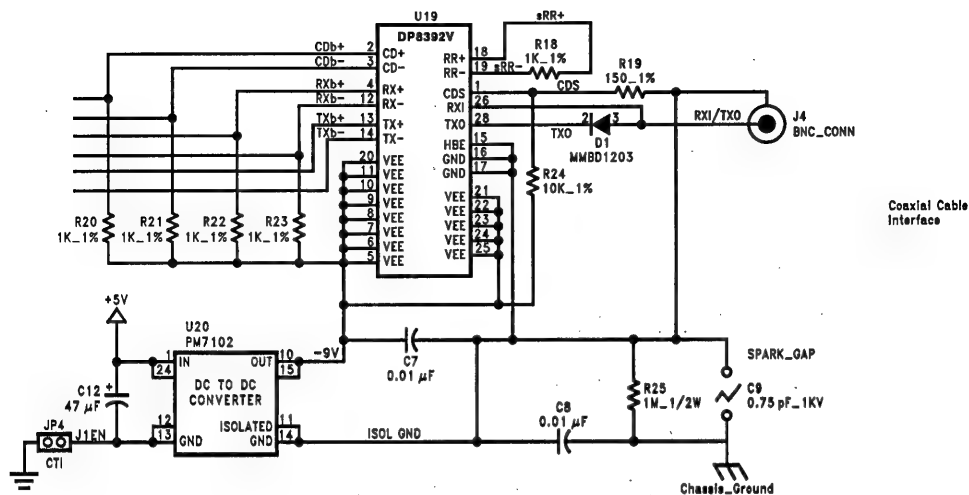 U19
DP8392V
sRR+
CDb+ 2 CD+
CDb- 3 CD-
RXb+ 4 RX+
RXb- 12 RX-
TXb+ 13 TX+
TXb- 14 TX-
20 VEE
11 VEE
10 VEE
9 VEE
8 VEE
7 VEE
6 VEE
5 VEE
RR+ 18
RR- 19 sRR-
CDS 1 CDS
RXI 26
TXO 28 TXO
HBE 15
GND 16
GND 17
VEE 21
VEE 22
VEE 23
VEE 24
VEE 25
R18
1K_1%
R19
150_1%
2 3
D1
MMBD1203
RXI/TXO
J4
BNC_CONN
R24
10K_1%
Coaxial Cable
Interface
R20
1K_1%
R21
1K_1%
R22
1K_1%
R23
1K_1%
+5V
U20
PM7102
1 IN
24
OUT 10
15
-9V
DC TO DC
CONVERTER
12
13 GND
ISOLATED 11
GND 14
ISOL GND
C12 +
47 µF
JP4
J1EN
CTI
C7
0.01 µF
C8
0.01 µF
R25
1M_1/2W
SPARK_GAP
C9
0.75 pF_1KV
Chassis_Ground